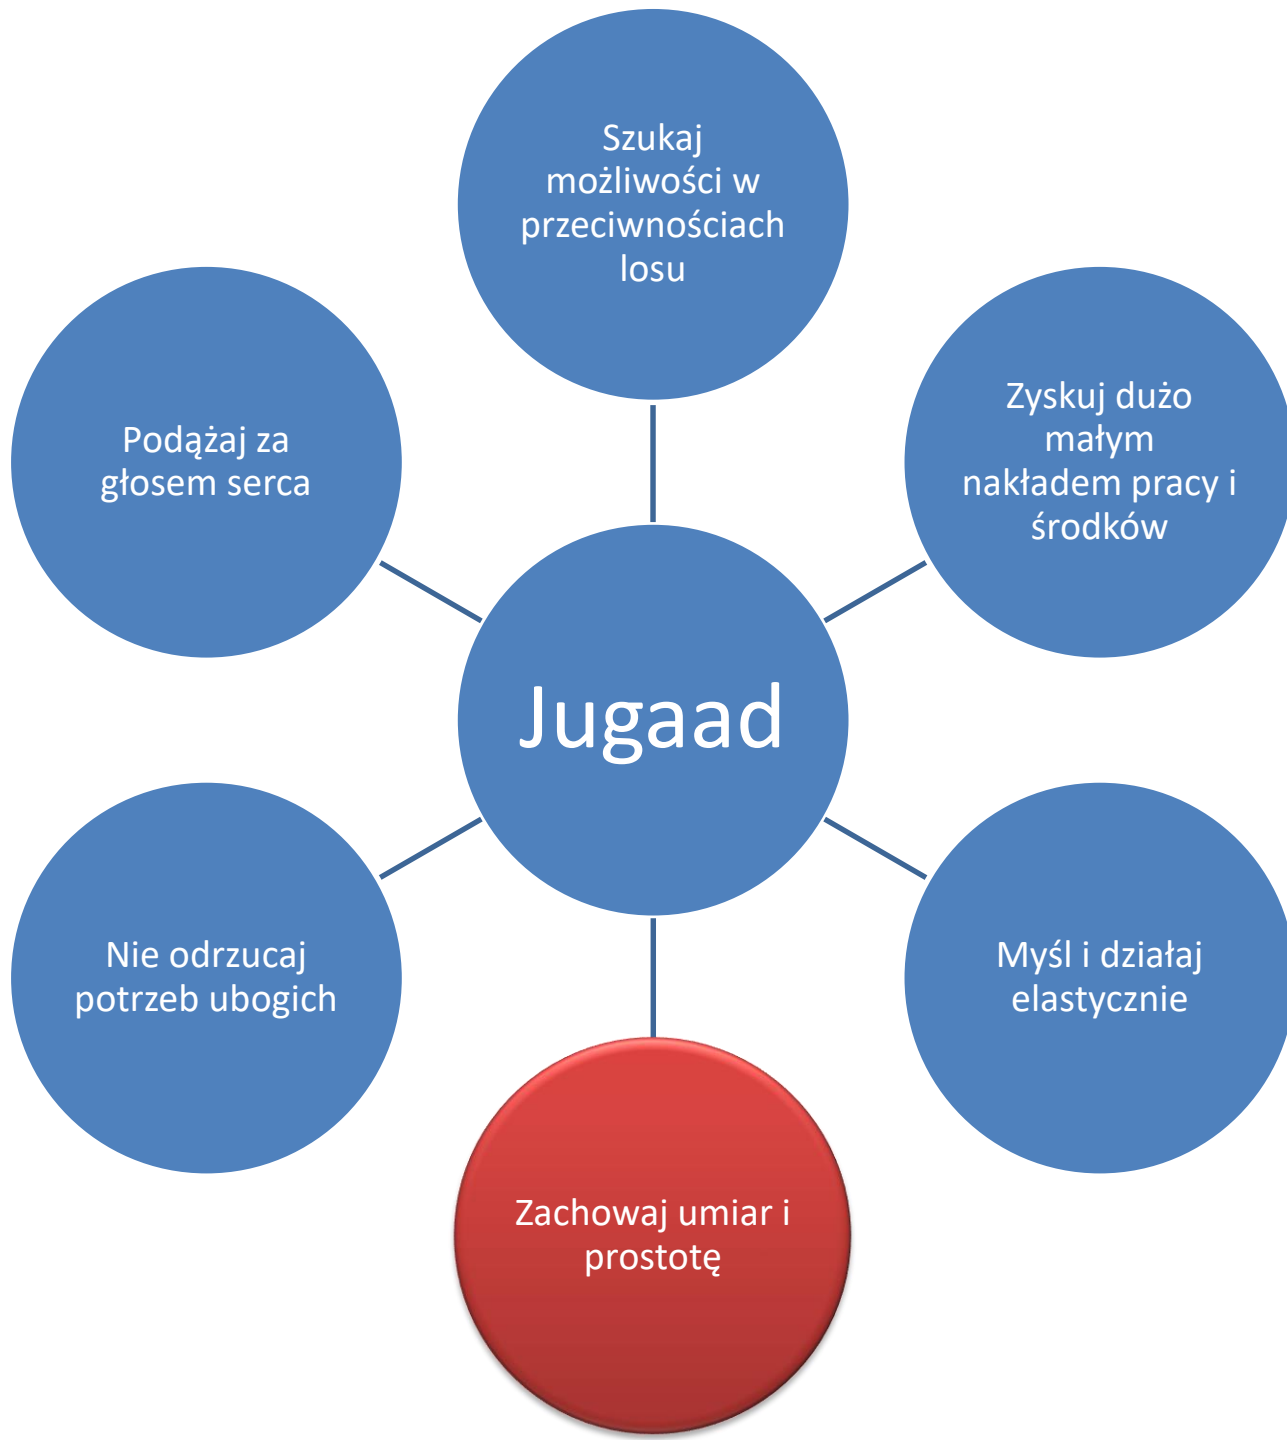 Szukaj
możliwości w
przeciwnościach
losu
Podążaj za
głosem serca
Zyskuj dużo
małym
nakładem pracy i
środków
Jugaad
Nie odrzucaj
potrzeb ubogich
Myśl i działaj
elastycznie
Zachowaj umiar i
prostotę